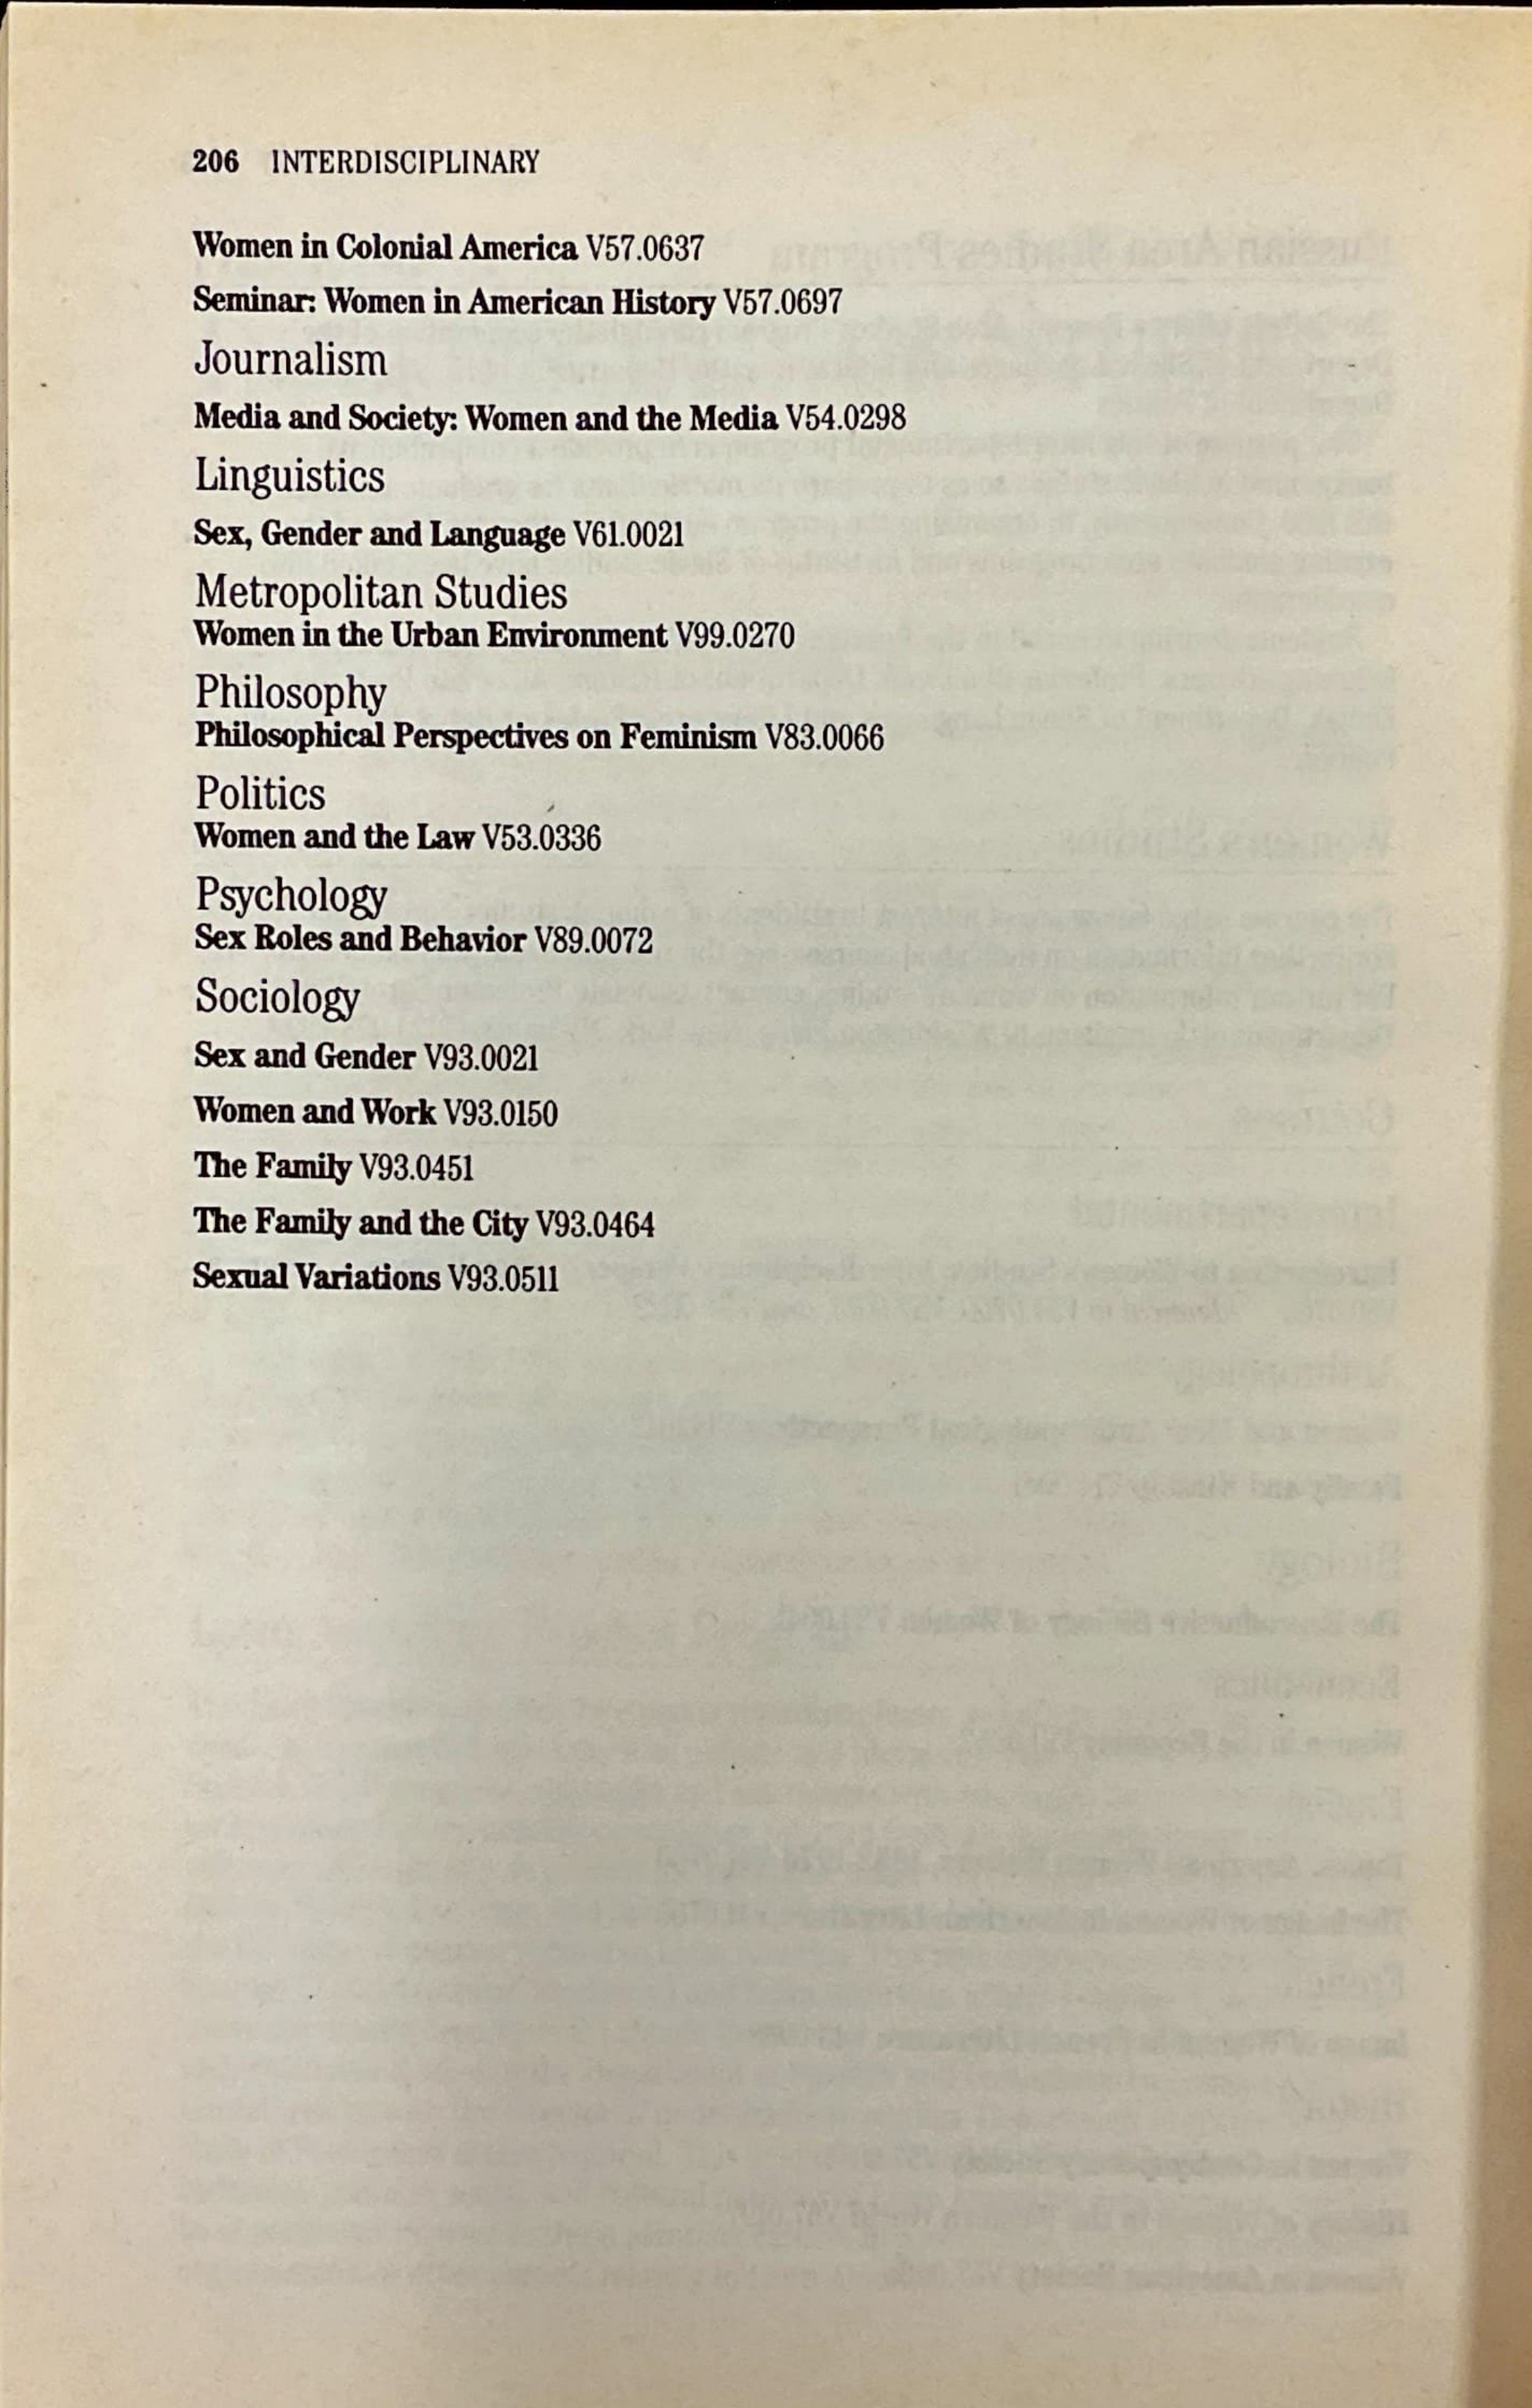 206 INTERDISCIPLINARY
Women in Colonial America V57.0637
Seminar: Women in American History V57.0697
Journalism
Media and Society: Women and the Media V54.0298
Linguistics
Sex, Gender and Language V61.0021
Metropolitan Studies
Women in the Urban Environment V99.0270
Philosophy
Philosophical Perspectives on Feminism V83.0066
Politics
Women and the Law V53.0336
Psychology
Sex Roles and Behavior V89.0072
Sociology
Sex and Gender V93.0021
Women and Work V93.0150
The Family V93.0451
The Family and the City V93.0464
Sexual Variations V93.0511